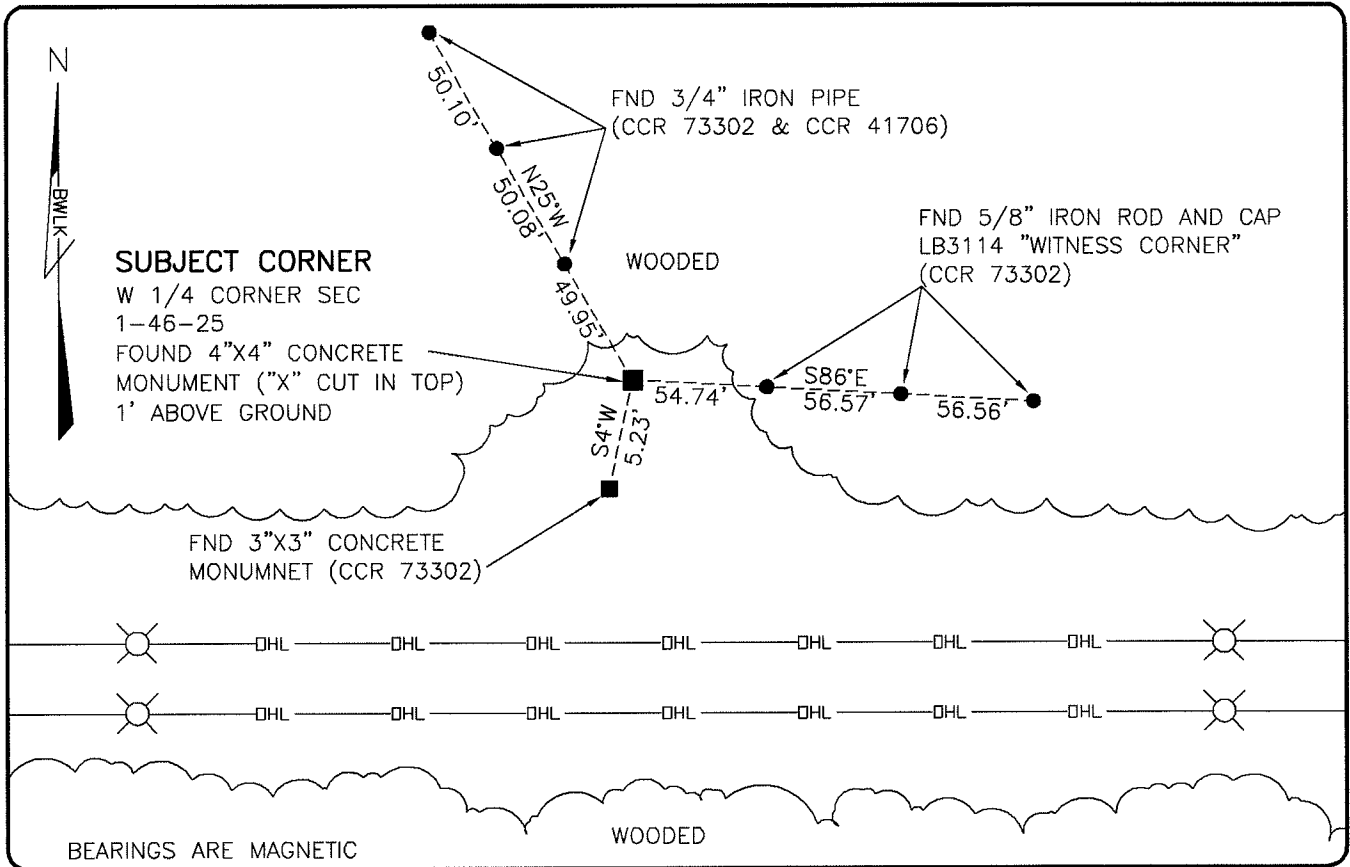 N
BWLK
50.10'
FND 3/4" IRON PIPE
(CCR 73302 & CCR 41706)
N25°W
50.08'
FND 5/8" IRON ROD AND CAP
LB3114 "WITNESS CORNER"
(CCR 73302)
WOODED
SUBJECT CORNER
W 1/4 CORNER SEC
1-46-25
FOUND 4"X4" CONCRETE
MONUMENT ("X" CUT IN TOP)
1' ABOVE GROUND
49.95'
54.74'
S86°E
56.57'
56.56'
S4°W
5.23'
FND 3"X3" CONCRETE
MONUMNET (CCR 73302)
OHL OHL OHL OHL OHL OHL OHL
OHL OHL OHL OHL OHL OHL OHL
WOODED
BEARINGS ARE MAGNETIC